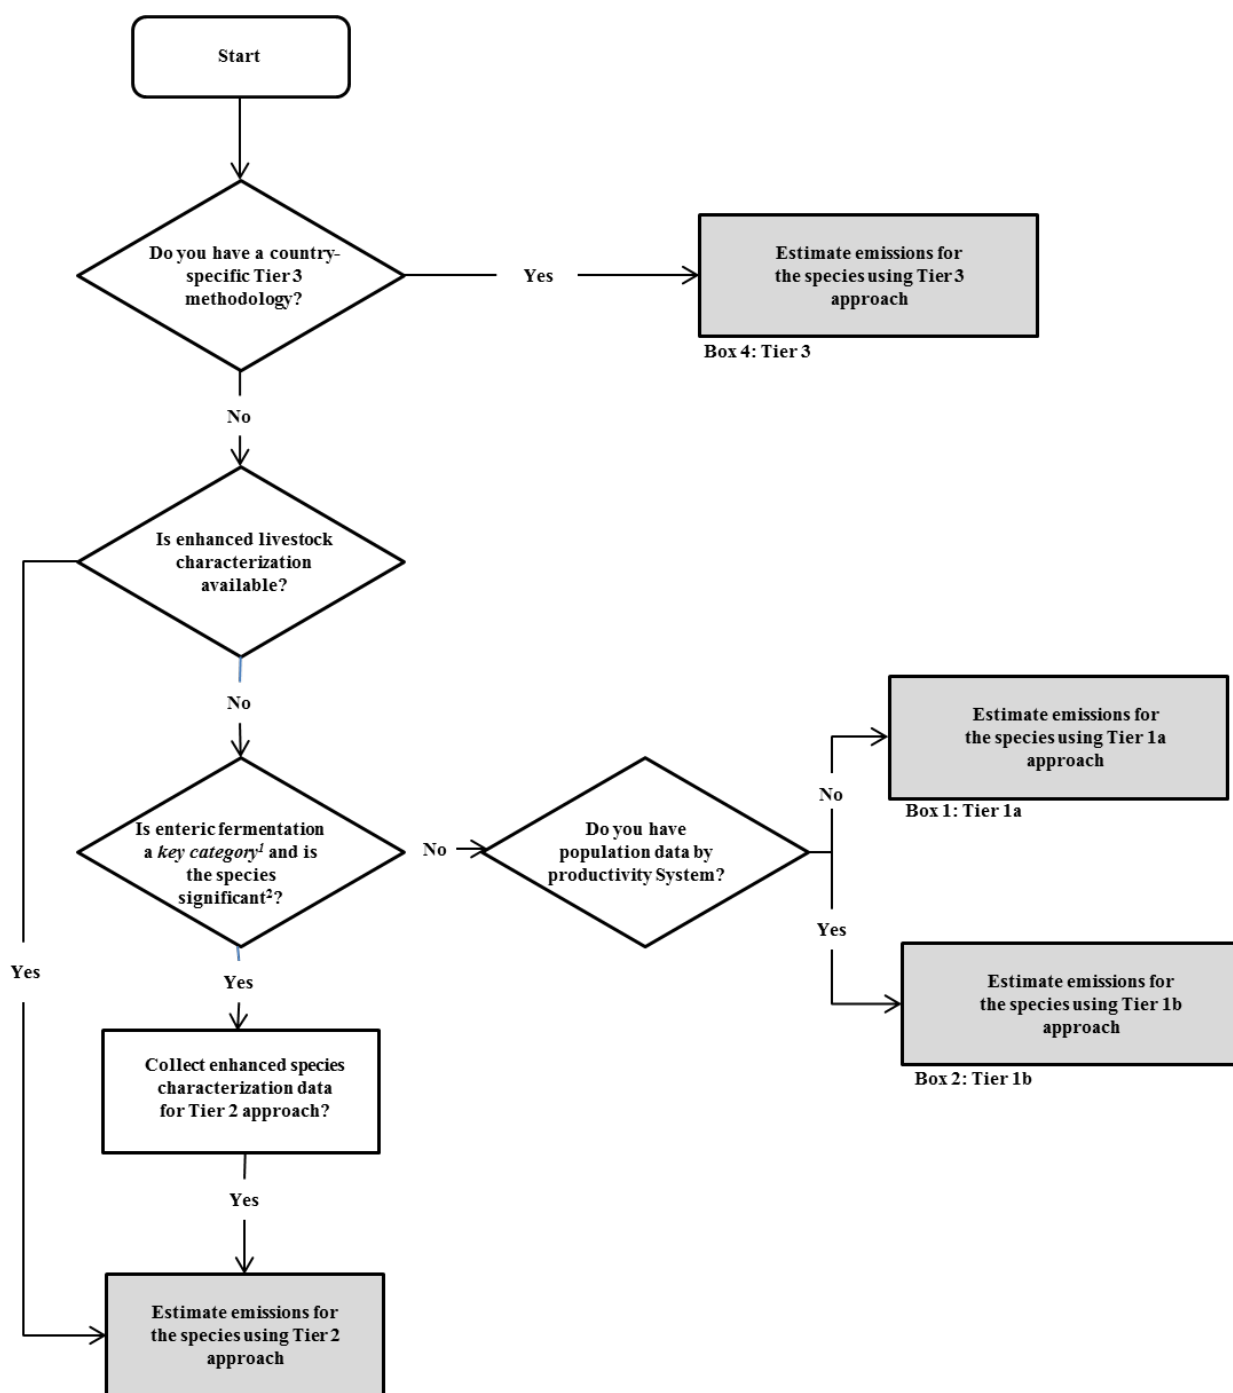 Start
Do you have a country-
specific Tier 3
methodology?
Yes
Estimate emissions for
the species using Tier 3
approach
Box 4: Tier 3
No
Is enhanced livestock
characterization
available?
No
Estimate emissions for
the species using Tier 1a
approach
Box 1: Tier 1a
No
Is enteric fermentation
a key category¹ and is
the species
significant²?
No
Do you have
population data by
productivity System?
Yes
Estimate emissions for
the species using Tier 1b
approach
Box 2: Tier 1b
Yes
Yes
Collect enhanced species
characterization data
for Tier 2 approach?
Yes
Estimate emissions for
the species using Tier 2
approach